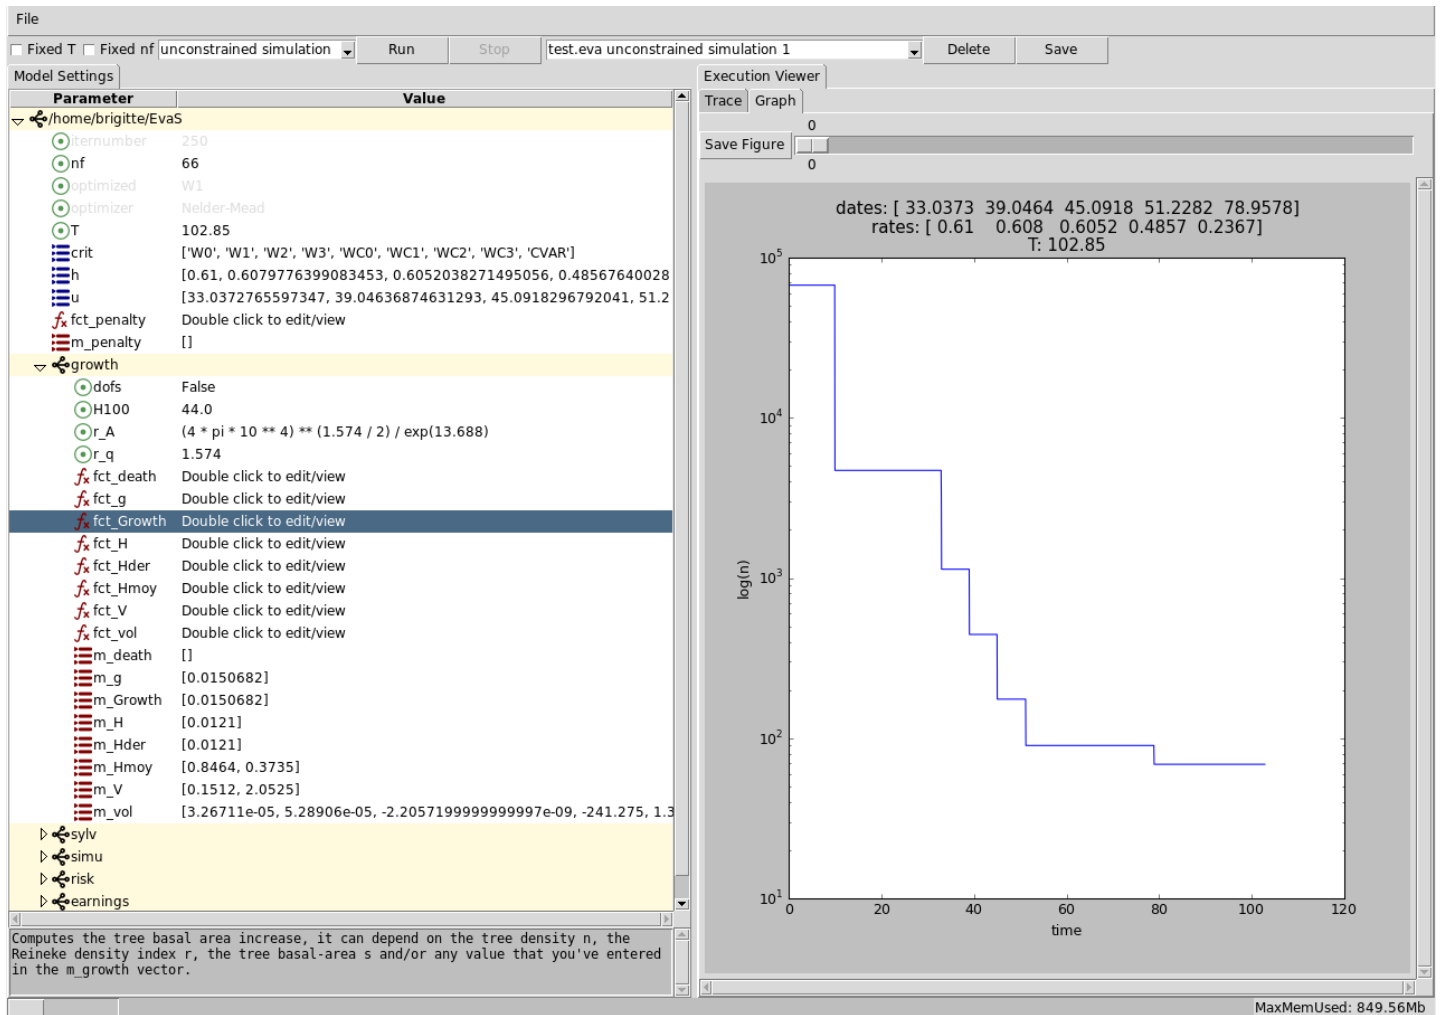 File
Fixed T Fixed nf unconstrained simulation Run Stop test.eva unconstrained simulation 1 Delete Save
Model Settings
Parameter Value
/home/brigitte/EvaS
iternumber 250
nf 66
optimized W1
optimizer Nelder-Mead
T 102.85
crit ['W0', 'W1', 'W2', 'W3', 'WC0', 'WC1', 'WC2', 'WC3', 'CVAR']
h [0.61, 0.6079776399083453, 0.6052038271495056, 0.48567640028
u [33.0372765597347, 39.04636874631293, 45.0918296792041, 51.2
fct_penalty Double click to edit/view
m_penalty []
growth
dofs False
H100 44.0
r_A (4 * pi * 10 ** 4) ** (1.574 / 2) / exp(13.688)
r_q 1.574
fct_death Double click to edit/view
fct_g Double click to edit/view
fct_Growth Double click to edit/view
fct_H Double click to edit/view
fct_Hder Double click to edit/view
fct_Hmoy Double click to edit/view
fct_V Double click to edit/view
fct_vol Double click to edit/view
m_death []
m_g [0.0150682]
m_Growth [0.0150682]
m_H [0.0121]
m_Hder [0.0121]
m_Hmoy [0.8464, 0.3735]
m_V [0.1512, 2.0525]
m_vol [3.26711e-05, 5.28906e-05, -2.2057199999999997e-09, -241.275, 1.3
sylv
simu
risk
earnings
Computes the tree basal area increase, it can depend on the tree density n, the
Reineke density index r, the tree basal-area s and/or any value that you've entered
in the m_growth vector.
Execution Viewer
Trace Graph
0
Save Figure
0
dates: [ 33.0373 39.0464 45.0918 51.2282 78.9578]
rates: [ 0.61 0.608 0.6052 0.4857 0.2367]
T: 102.85
10^5
10^4
10^3
10^2
10^1
log(n)
0 20 40 60 80 100 120
time
MaxMemUsed: 849.56Mb